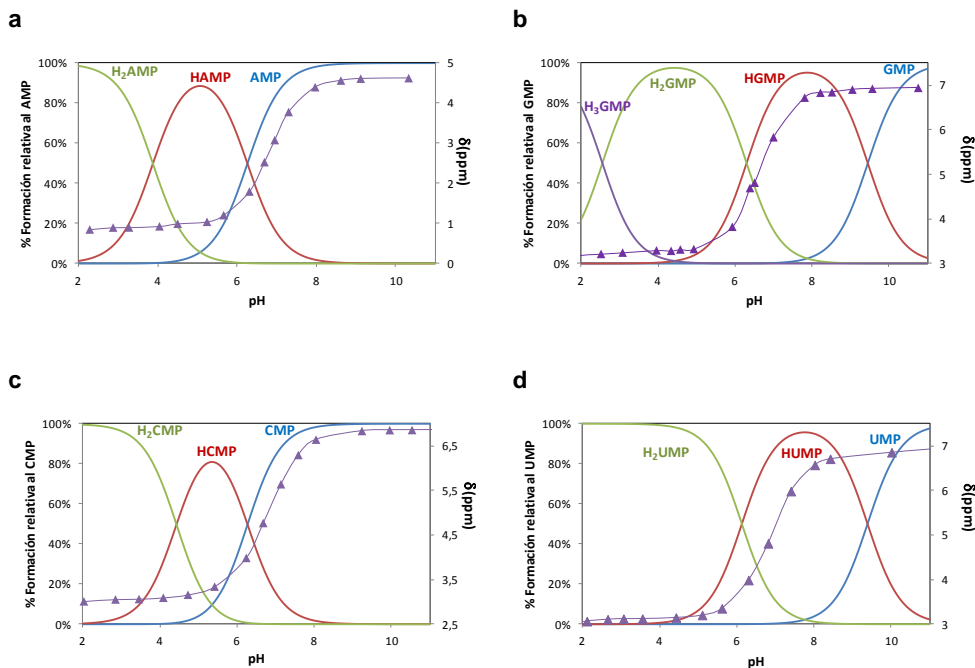 a
H₂AMP
HAMP
AMP
100%
80%
60%
40%
20%
0%
% Formación relativa al AMP
5
4
3
2
1
0
δ(ppm)
2
4
6
8
10
pH
b
H₃GMP
H₂GMP
HGMP
GMP
100%
80%
60%
40%
20%
0%
% Formación relativa al GMP
7
6
5
4
3
δ(ppm)
2
4
6
8
10
pH
c
H₂CMP
HCMP
CMP
100%
80%
60%
40%
20%
0%
% Formación relativa al CMP
6,5
5,5
4,5
3,5
2,5
δ(ppm)
2
4
6
8
10
pH
d
H₂UMP
HUMP
UMP
100%
80%
60%
40%
20%
0%
% Formación relativa al UMP
7
6
5
4
3
δ(ppm)
2
4
6
8
10
pH